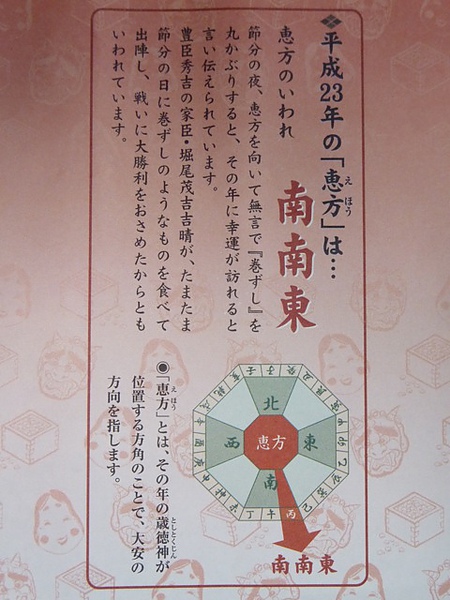 平成23年の「恵方」は…
南南東
恵方のいわれ
節分の夜、恵方を向いて無言で『巻ずし』を
丸かぶりすると、その年に幸運が訪れると
言い伝えられています。
豊臣秀吉の家臣・堀尾茂吉吉晴が、たまたま
節分の日に巻ずしのようなものを食べて
出陣し、戦いに大勝利をおさめたからとも
いわれています。
北
西
恵方
東
南
丁
午
丙
南南東
◉「恵方」とは、その年の歳徳神が
位置する方角のことで、大安の
方向を指します。